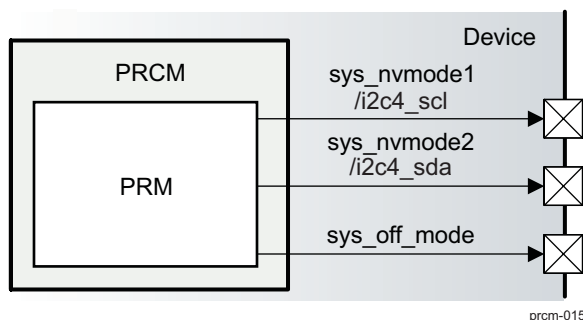 Device
PRCM
sys_nvmode1
/i2c4_scl
sys_nvmode2
/i2c4_sda
PRM
sys_off_mode
prcm-015